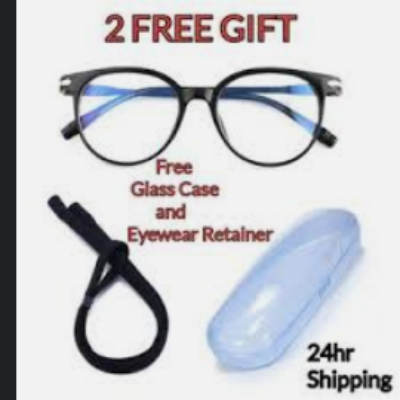 2 FREE GIFT
Free
Glass Case
and
Eyewear Retainer
24hr
Shipping